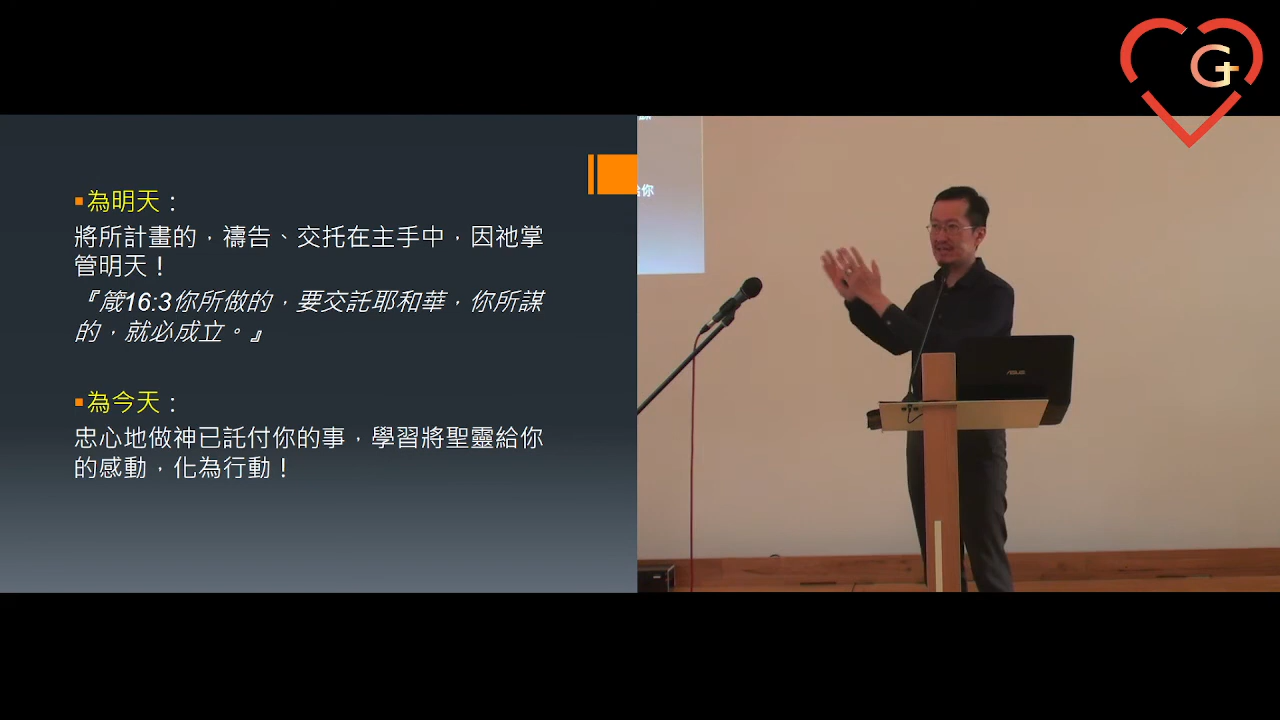 為明天：
將所計畫的，禱告、交托在主手中，因祂掌
管明天！
『箴16:3你所做的，要交託耶和華，你所謀
的，就必成立。』
為今天：
忠心地做神已託付你的事，學習將聖靈給你
的感動，化為行動！
給你
ASUS
G